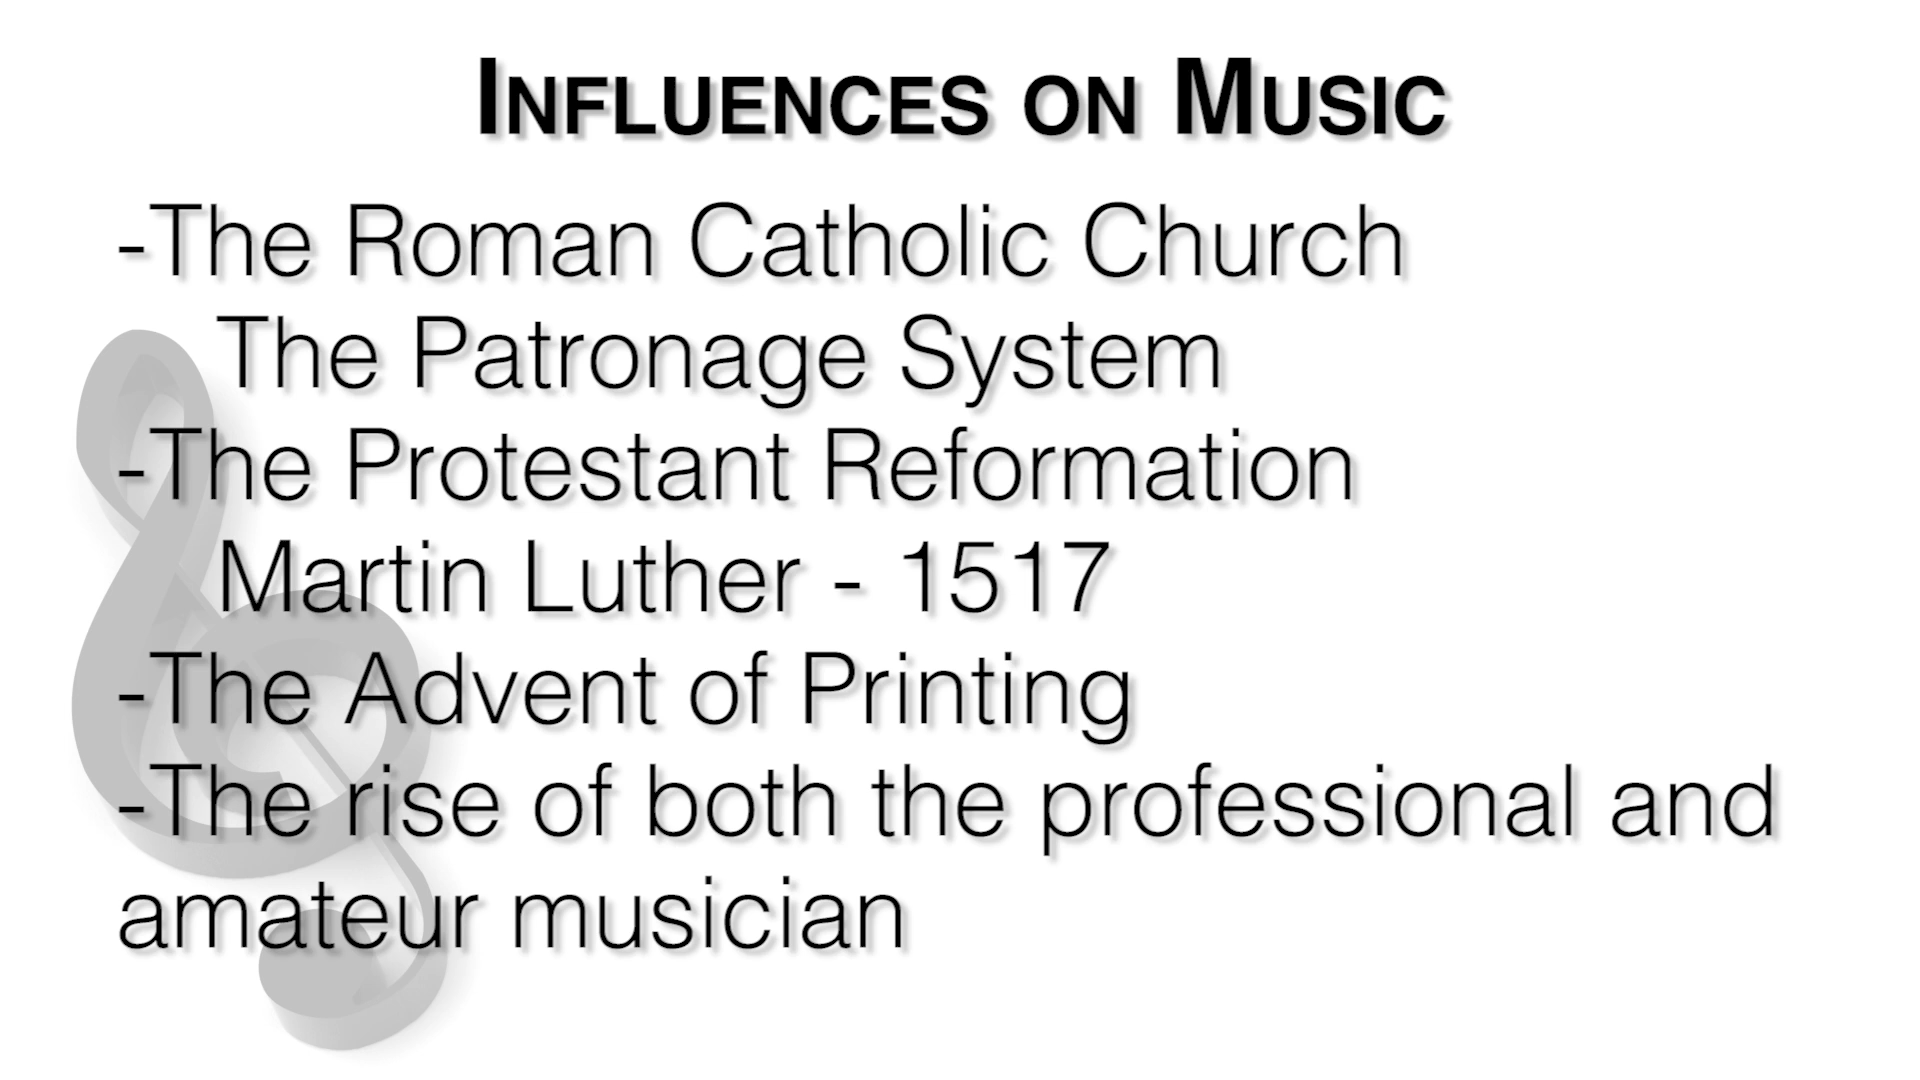 INFLUENCES ON MUSIC
-The Roman Catholic Church
The Patronage System
-The Protestant Reformation
Martin Luther - 1517
-The Advent of Printing
-The rise of both the professional and
amateur musician